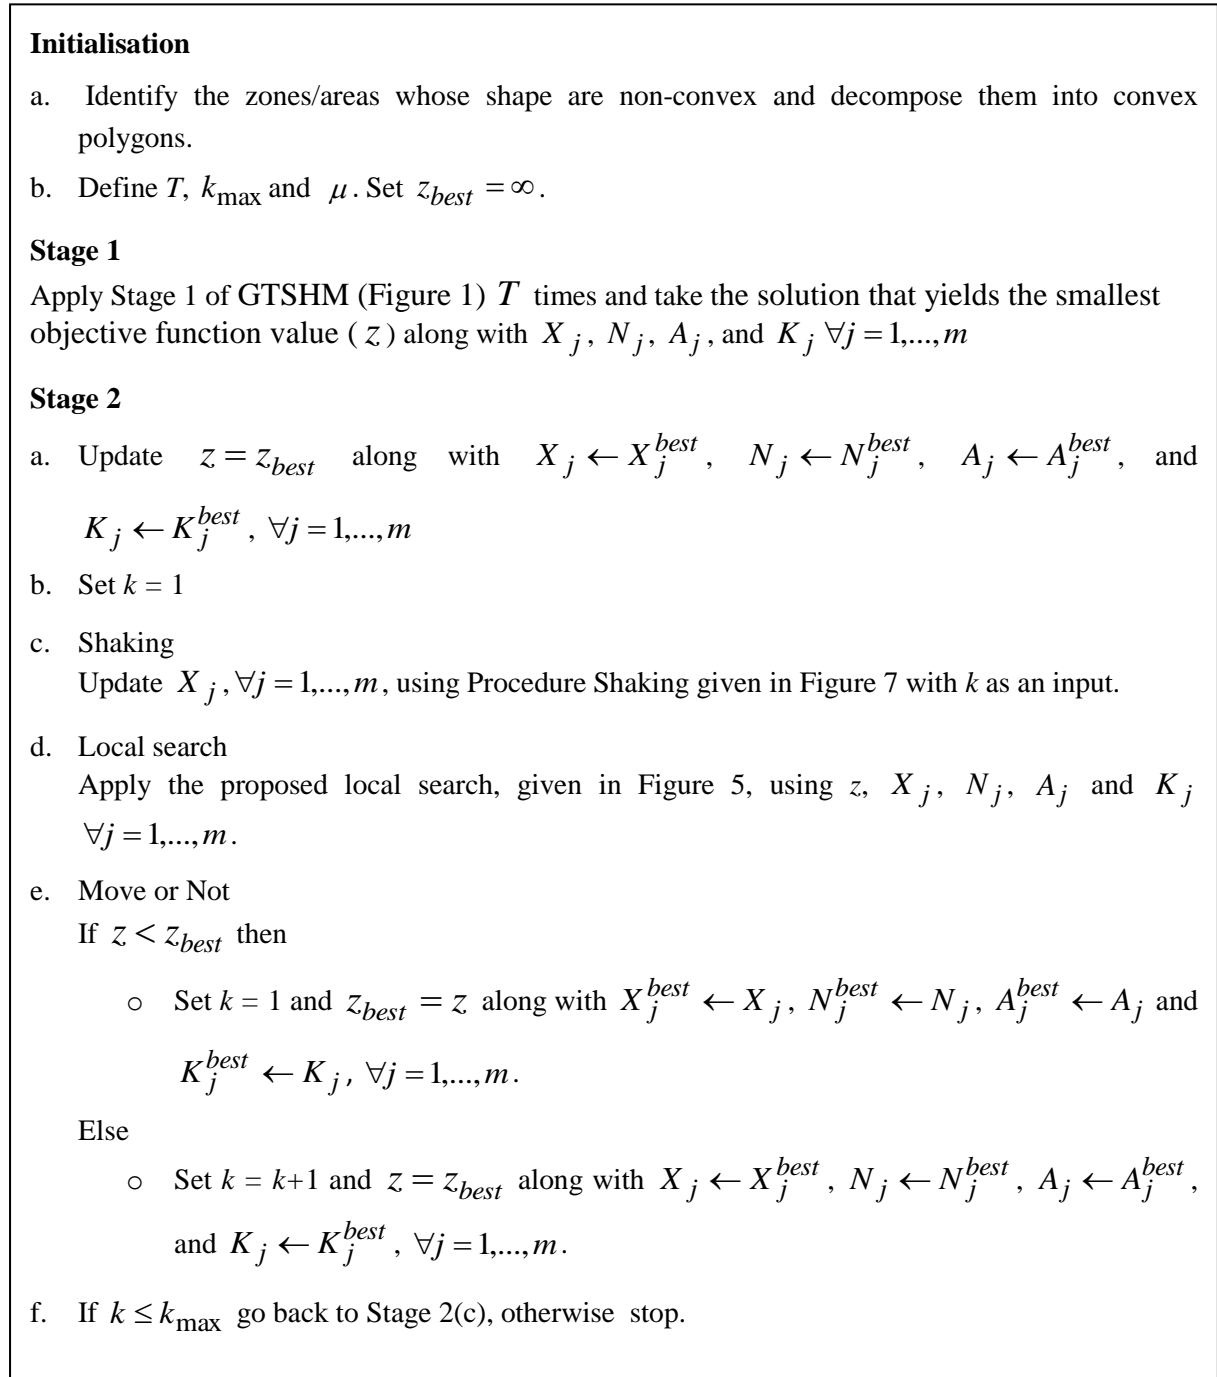 Initialisation
a. Identify the zones/areas whose shape are non-convex and decompose them into convex
polygons.
b. Define T, k_max and μ. Set z_best = ∞.
Stage 1
Apply Stage 1 of GTSHM (Figure 1) T times and take the solution that yields the smallest
objective function value (z) along with X_j, N_j, A_j, and K_j ∀j = 1,...,m
Stage 2
a. Update z = z_best along with X_j ← X_j^best, N_j ← N_j^best, A_j ← A_j^best, and
K_j ← K_j^best, ∀j = 1,...,m
b. Set k = 1
c. Shaking
Update X_j, ∀j = 1,...,m, using Procedure Shaking given in Figure 7 with k as an input.
d. Local search
Apply the proposed local search, given in Figure 5, using z, X_j, N_j, A_j and K_j
∀j = 1,...,m.
e. Move or Not
If z < z_best then
o Set k = 1 and z_best = z along with X_j^best ← X_j, N_j^best ← N_j, A_j^best ← A_j and
K_j^best ← K_j, ∀j = 1,...,m.
Else
o Set k = k+1 and z = z_best along with X_j ← X_j^best, N_j ← N_j^best, A_j ← A_j^best,
and K_j ← K_j^best, ∀j = 1,...,m.
f. If k ≤ k_max go back to Stage 2(c), otherwise stop.